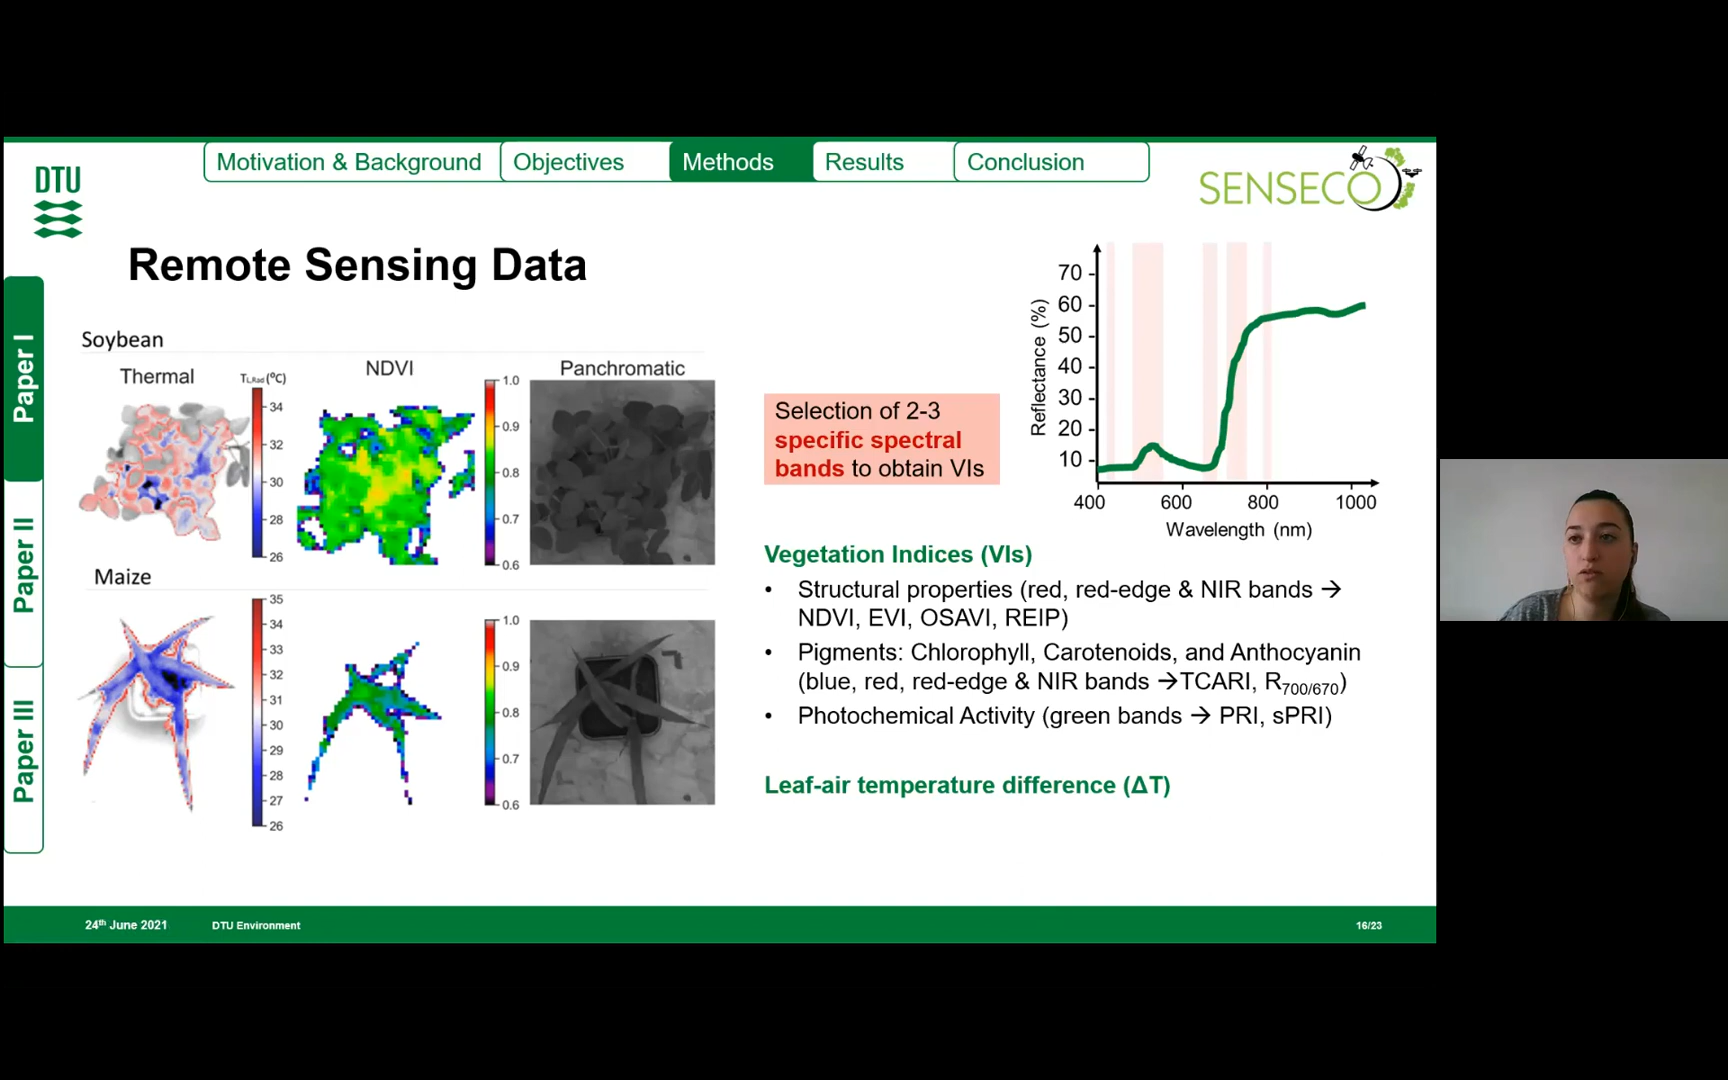 Motivation & Background
Objectives
Methods
Results
Conclusion
DTU
SENSECO
Remote Sensing Data
Paper I
Paper II
Paper III
Soybean
Thermal
TL,Rad (°C)
34
32
30
28
26
NDVI
1.0
0.9
0.8
0.7
0.6
Panchromatic
Maize
35
34
33
32
31
30
29
28
27
26
1.0
0.9
0.8
0.7
0.6
Selection of 2-3
specific spectral
bands to obtain VIs
Reflectance (%)
70
60
50
40
30
20
10
400 600 800 1000
Wavelength (nm)
Vegetation Indices (VIs)
• Structural properties (red, red-edge & NIR bands →
NDVI, EVI, OSAVI, REIP)
• Pigments: Chlorophyll, Carotenoids, and Anthocyanin
(blue, red, red-edge & NIR bands →TCARI, R700/670)
• Photochemical Activity (green bands → PRI, sPRI)
Leaf-air temperature difference (ΔT)
24th June 2021
DTU Environment
16/23